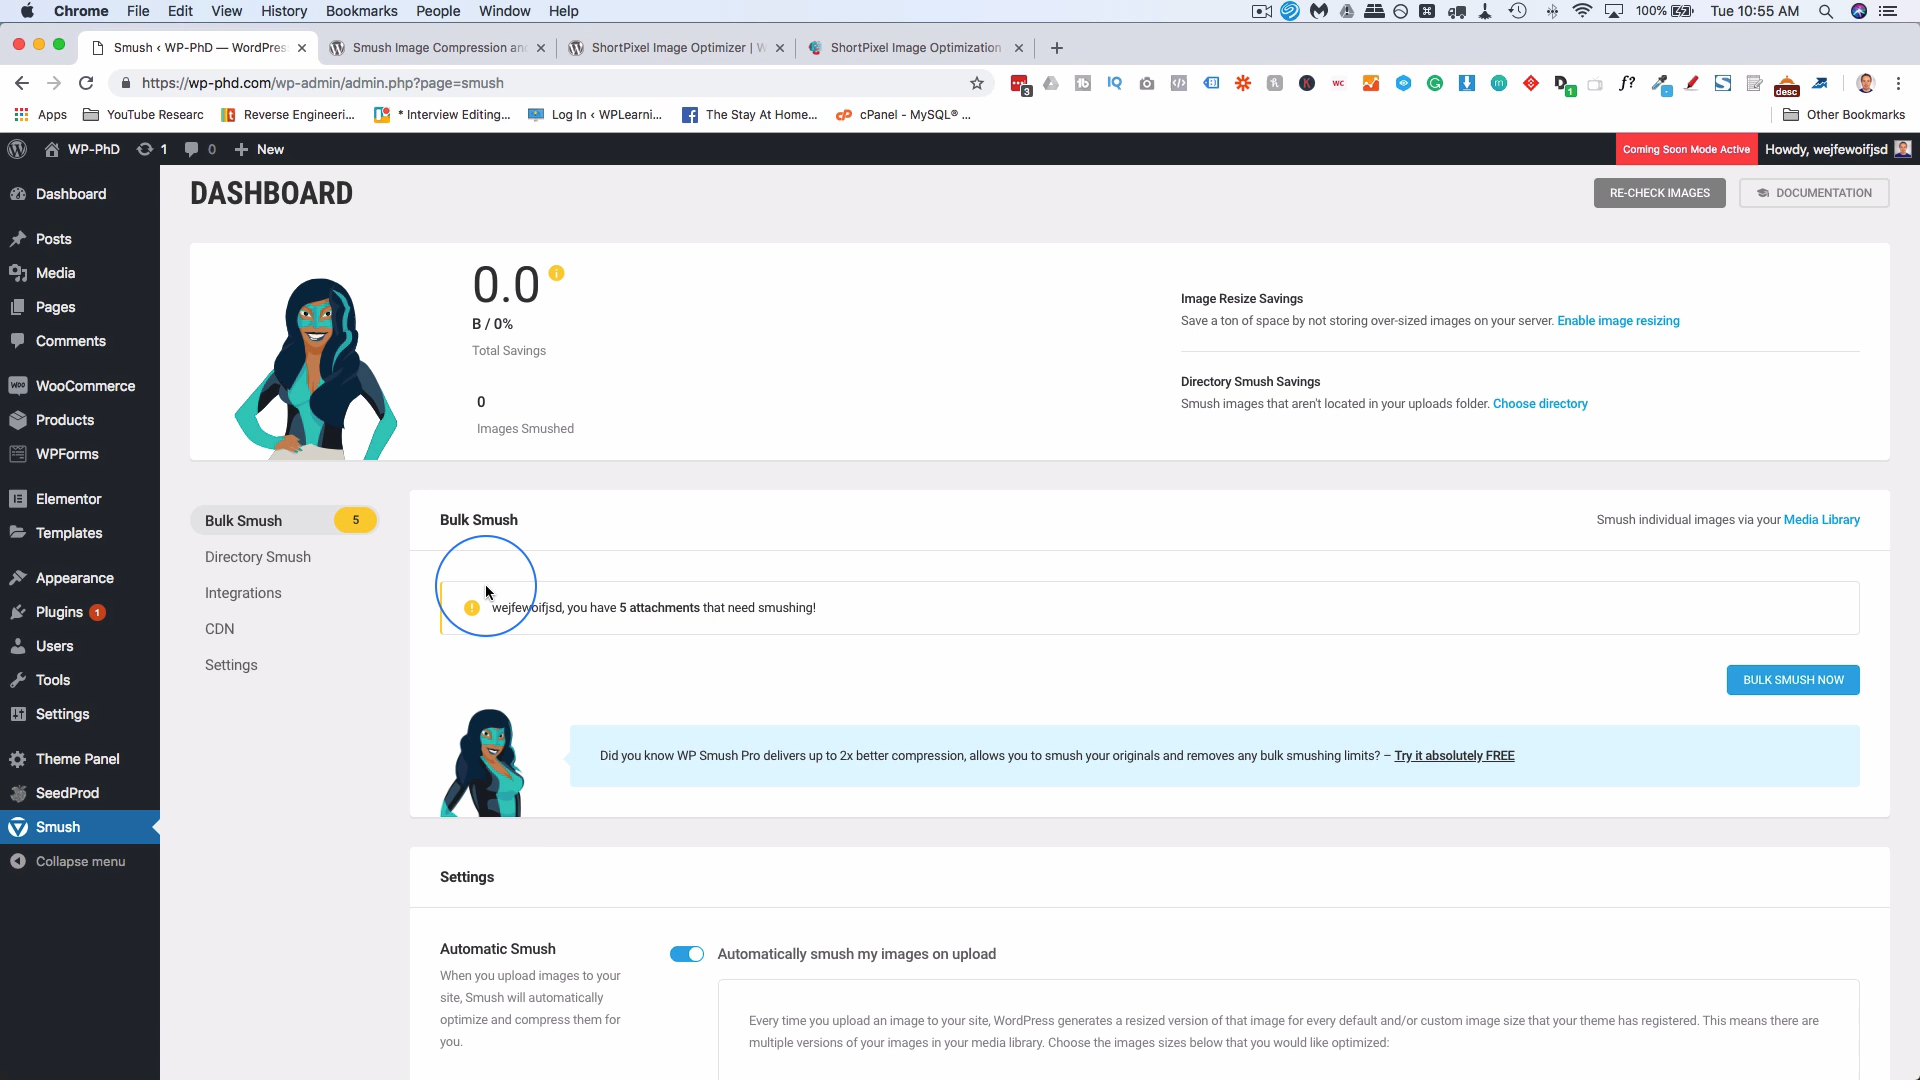 Chrome File Edit View History Bookmarks People Window Help
100% Tue 10:55 AM
Smush ‹ WP-PhD — WordPres
Smush Image Compression an
ShortPixel Image Optimizer | W
ShortPixel Image Optimization
https://wp-phd.com/wp-admin/admin.php?page=smush
3
IQ
WC
1
f?
desc
Apps
YouTube Researc
Reverse Engineeri...
* Interview Editing...
Log In ‹ WPLearni...
The Stay At Home...
cPanel - MySQL® ...
Other Bookmarks
WP-PhD
1
0
New
Coming Soon Mode Active
Howdy, wejfewoifjsd
Dashboard
Posts
Media
Pages
Comments
WooCommerce
Products
WPForms
Elementor
Templates
Appearance
Plugins 1
Users
Tools
Settings
Theme Panel
SeedProd
Smush
Collapse menu
DASHBOARD
RE-CHECK IMAGES
DOCUMENTATION
0.0
B / 0%
Total Savings
0
Images Smushed
Image Resize Savings
Save a ton of space by not storing over-sized images on your server. Enable image resizing
Directory Smush Savings
Smush images that aren't located in your uploads folder. Choose directory
Bulk Smush 5
Directory Smush
Integrations
CDN
Settings
Bulk Smush
Smush individual images via your Media Library
wejfewoifjsd, you have 5 attachments that need smushing!
BULK SMUSH NOW
Did you know WP Smush Pro delivers up to 2x better compression, allows you to smush your originals and removes any bulk smushing limits? – Try it absolutely FREE
Settings
Automatic Smush
When you upload images to your
site, Smush will automatically
optimize and compress them for
you.
Automatically smush my images on upload
Every time you upload an image to your site, WordPress generates a resized version of that image for every default and/or custom image size that your theme has registered. This means there are
multiple versions of your images in your media library. Choose the images sizes below that you would like optimized: